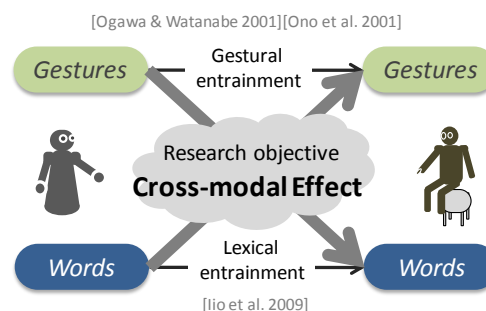 [Ogawa & Watanabe 2001][Ono et al. 2001]
Gestures
Gestural
entrainment
Gestures
Research objective
Cross-modal Effect
Words
Lexical
entrainment
Words
[Iio et al. 2009]